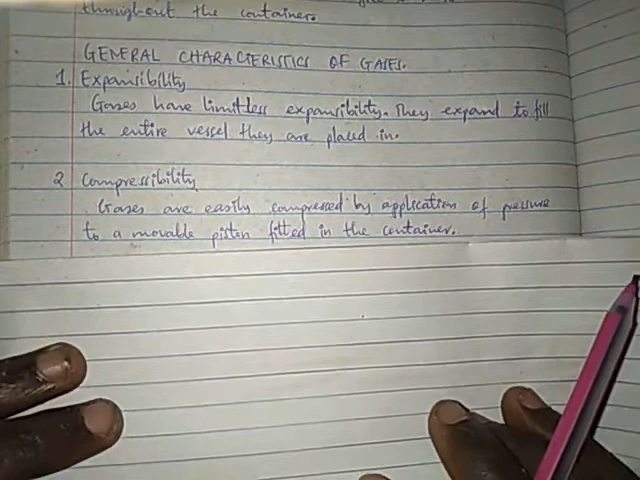 throughout the container.
GENERAL CHARACTERISTICS OF GASES.
1. Expansibility
Gases have limitless expansibility. They expand to fill
the entire vessel they are placed in.
2 Compressibility
Gases are easily compressed by application of pressure
to a movable piston fitted in the container.